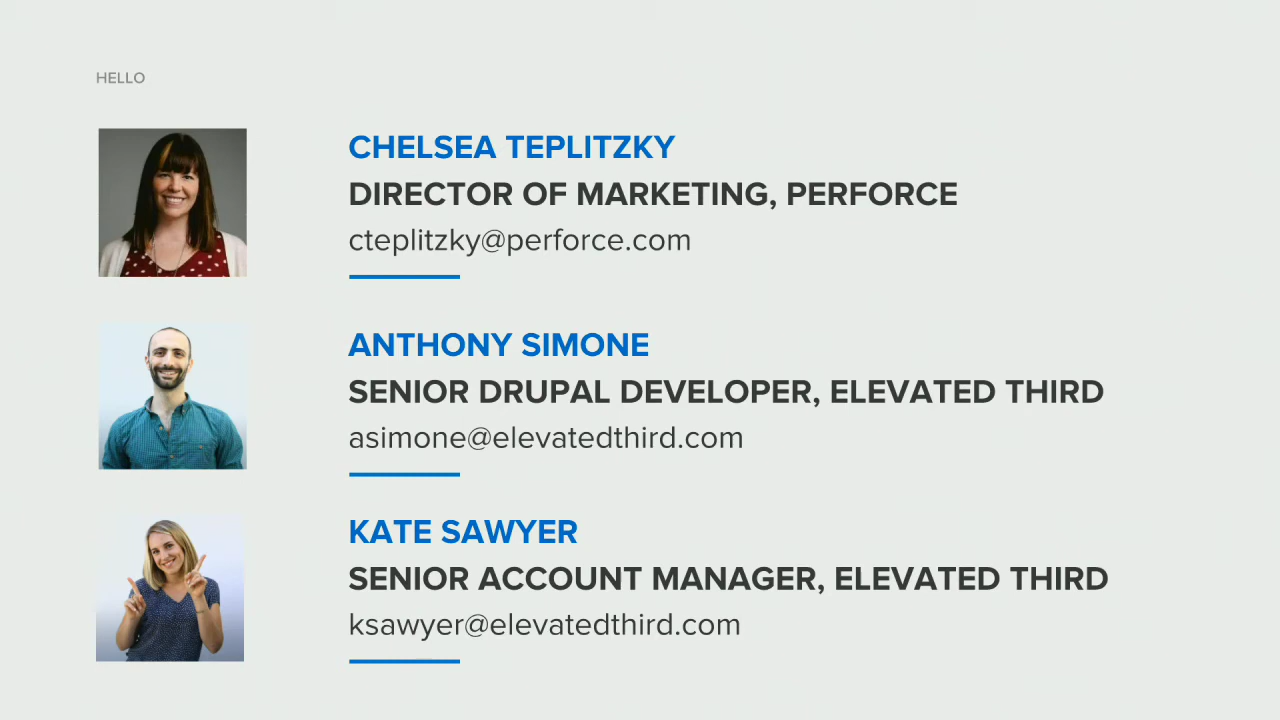 HELLO
CHELSEA TEPLITZKY
DIRECTOR OF MARKETING, PERFORCE
cteplitzky@perforce.com
ANTHONY SIMONE
SENIOR DRUPAL DEVELOPER, ELEVATED THIRD
asimone@elevatedthird.com
KATE SAWYER
SENIOR ACCOUNT MANAGER, ELEVATED THIRD
ksawyer@elevatedthird.com